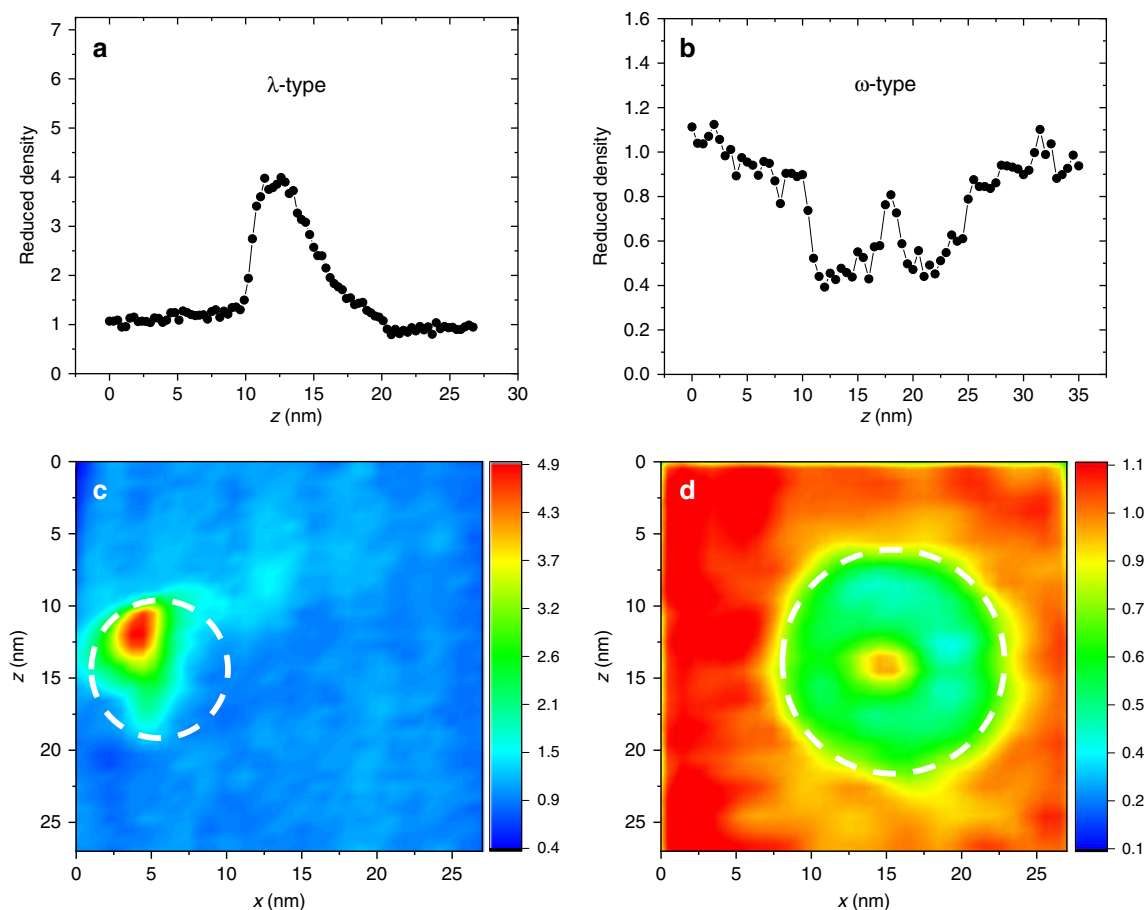 a
λ-type
Reduced density
7
6
5
4
3
2
1
0
0 5 10 15 20 25 30
z (nm)
b
ω-type
Reduced density
1.6
1.4
1.2
1.0
0.8
0.6
0.4
0.2
0.0
0 5 10 15 20 25 30 35
z (nm)
c
z (nm)
0
5
10
15
20
25
0 5 10 15 20 25
x (nm)
4.9
4.3
3.7
3.2
2.6
2.1
1.5
0.9
0.4
d
z (nm)
0
5
10
15
20
25
0 5 10 15 20 25
x (nm)
1.1
1.0
0.9
0.7
0.6
0.5
0.4
0.2
0.1